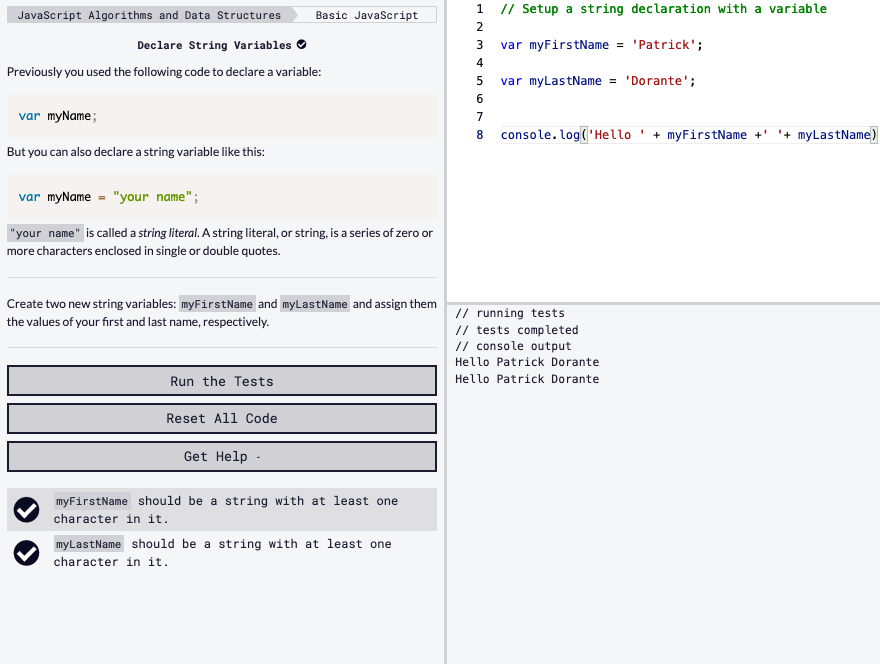 JavaScript Algorithms and Data Structures
Basic JavaScript
Declare String Variables
Previously you used the following code to declare a variable:
var myName;
But you can also declare a string variable like this:
var myName = "your name";
"your name" is called a string literal. A string literal, or string, is a series of zero or
more characters enclosed in single or double quotes.
Create two new string variables: myFirstName and myLastName and assign them
the values of your first and last name, respectively.
Run the Tests
Reset All Code
Get Help -
myFirstName should be a string with at least one
character in it.
myLastName should be a string with at least one
character in it.
1 // Setup a string declaration with a variable
2
3 var myFirstName = 'Patrick';
4
5 var myLastName = 'Dorante';
6
7
8 console.log('Hello ' + myFirstName +' '+ myLastName)
// running tests
// tests completed
// console output
Hello Patrick Dorante
Hello Patrick Dorante